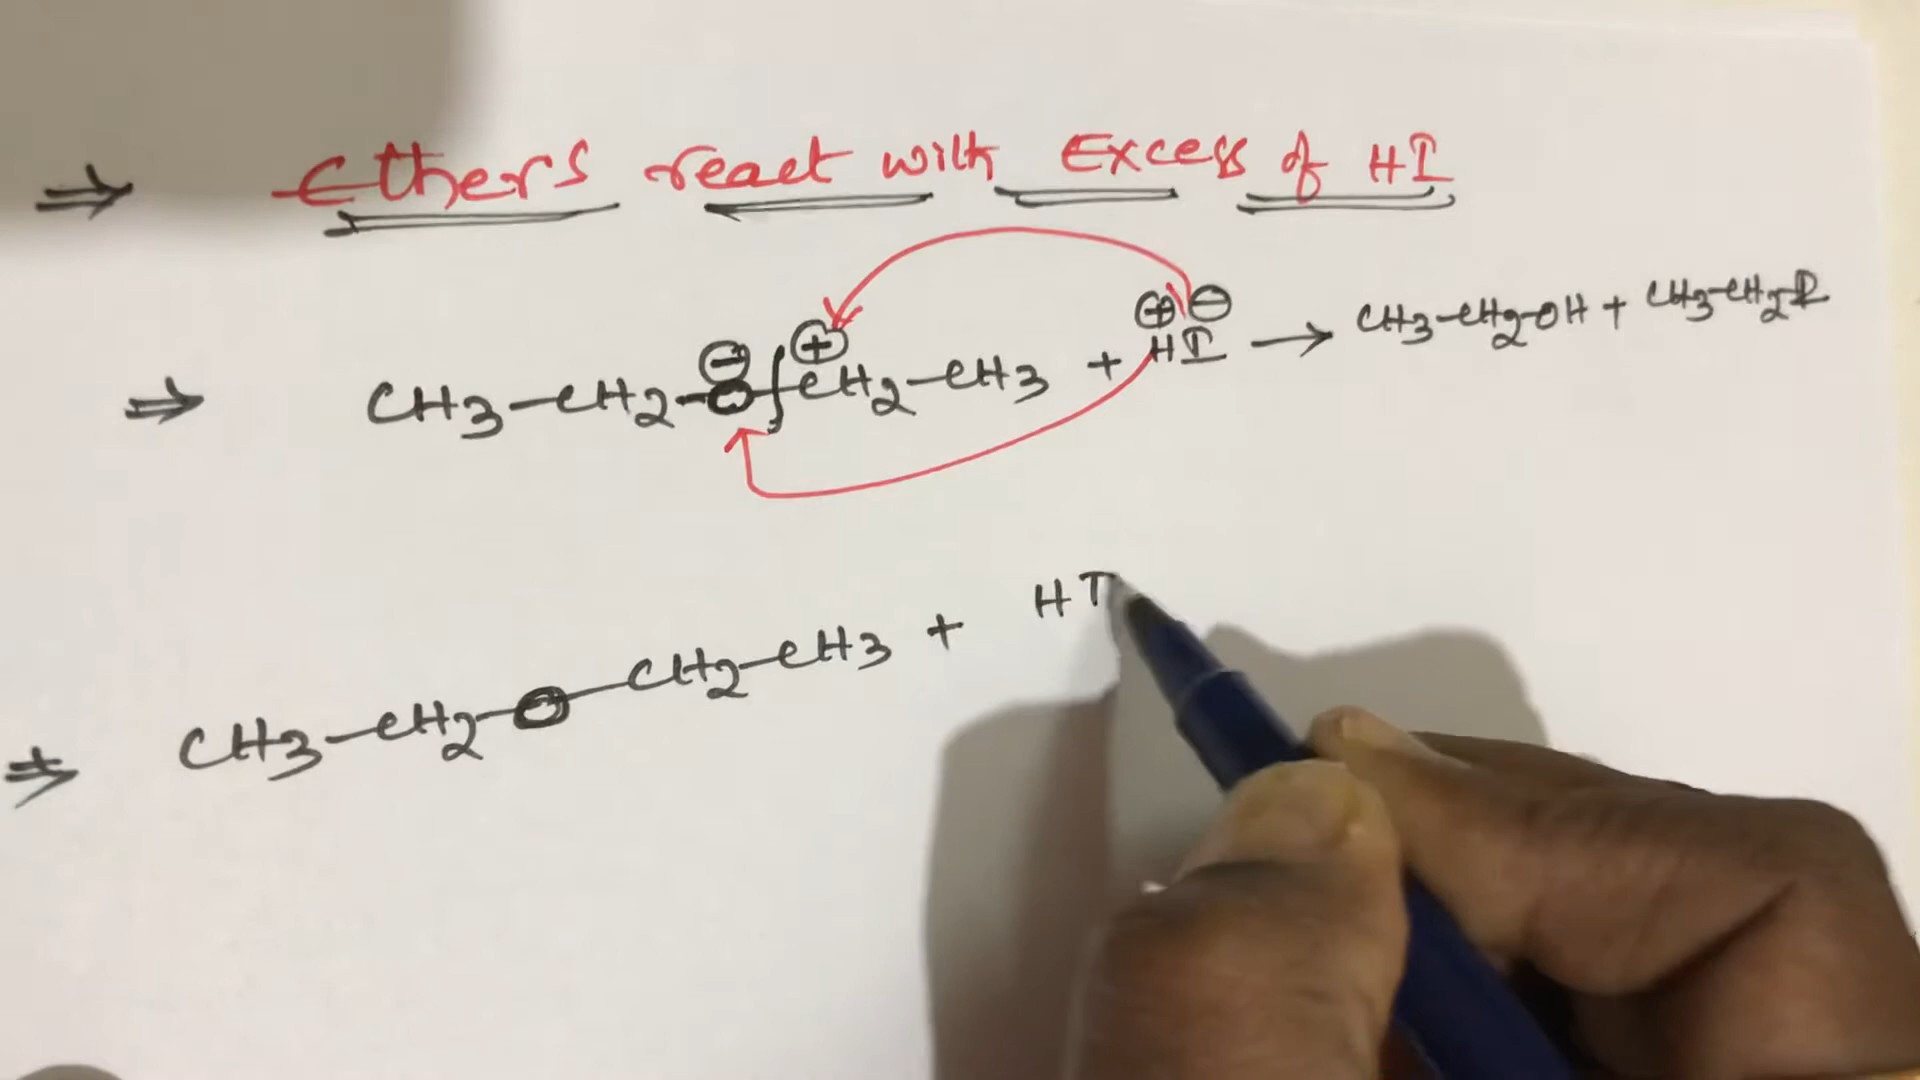 ⇒ Ethers react with Excess of HI
⊖ ⊕ ⊕ ⊖
⇒ CH3-CH2-O-CH2-CH3 + HI → CH3-CH2-OH + CH3-CH2I
⇒ CH3-CH2-O-CH2-CH3 + HI